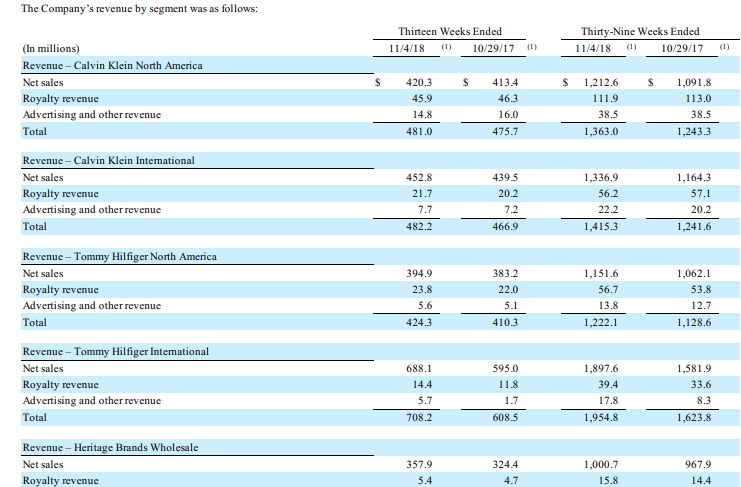 The Company's revenue by segment was as follows:
Thirteen Weeks Ended Thirty-Nine Weeks Ended
(In millions) 11/4/18 (1) 10/29/17 (1) 11/4/18 (1) 10/29/17 (1)
Revenue – Calvin Klein North America
Net sales $ 420.3 $ 413.4 $ 1,212.6 $ 1,091.8
Royalty revenue 45.9 46.3 111.9 113.0
Advertising and other revenue 14.8 16.0 38.5 38.5
Total 481.0 475.7 1,363.0 1,243.3
Revenue – Calvin Klein International
Net sales 452.8 439.5 1,336.9 1,164.3
Royalty revenue 21.7 20.2 56.2 57.1
Advertising and other revenue 7.7 7.2 22.2 20.2
Total 482.2 466.9 1,415.3 1,241.6
Revenue – Tommy Hilfiger North America
Net sales 394.9 383.2 1,151.6 1,062.1
Royalty revenue 23.8 22.0 56.7 53.8
Advertising and other revenue 5.6 5.1 13.8 12.7
Total 424.3 410.3 1,222.1 1,128.6
Revenue – Tommy Hilfiger International
Net sales 688.1 595.0 1,897.6 1,581.9
Royalty revenue 14.4 11.8 39.4 33.6
Advertising and other revenue 5.7 1.7 17.8 8.3
Total 708.2 608.5 1,954.8 1,623.8
Revenue – Heritage Brands Wholesale
Net sales 357.9 324.4 1,000.7 967.9
Royalty revenue 5.4 4.7 15.8 14.4